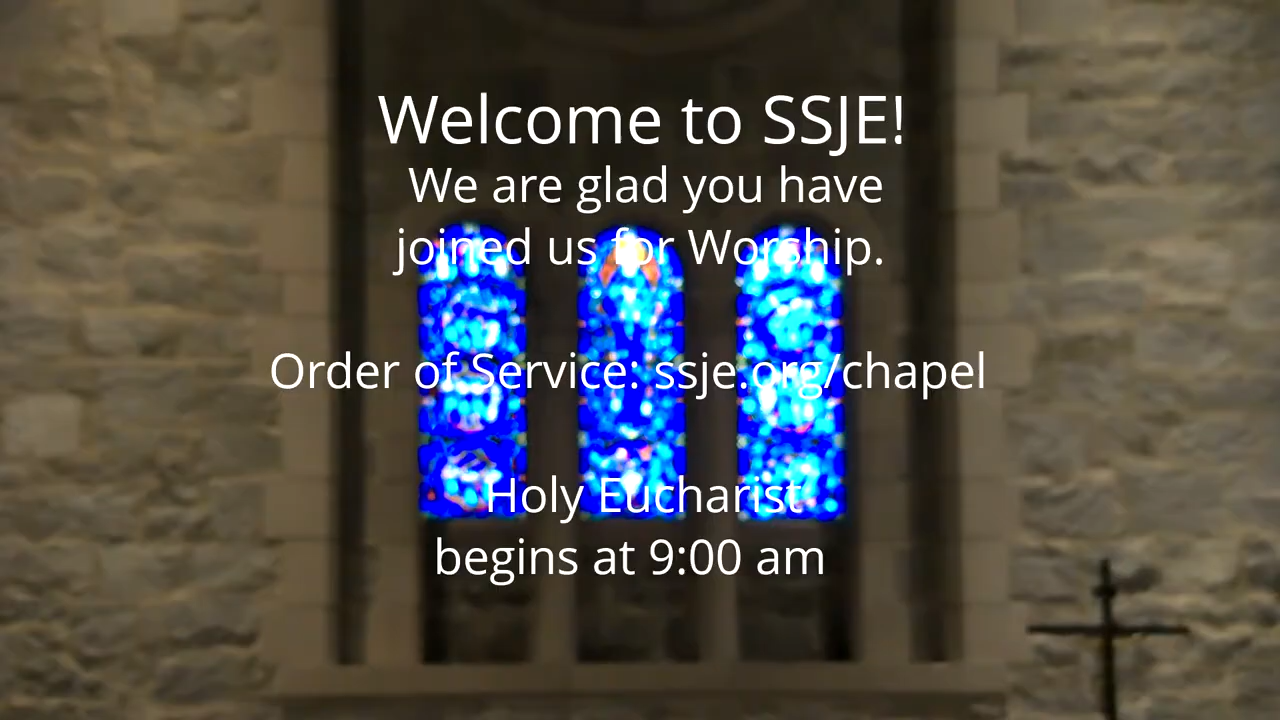 Welcome to SSJE!
We are glad you have
joined us for Worship.
Order of Service: ssje.org/chapel
Holy Eucharist
begins at 9:00 am